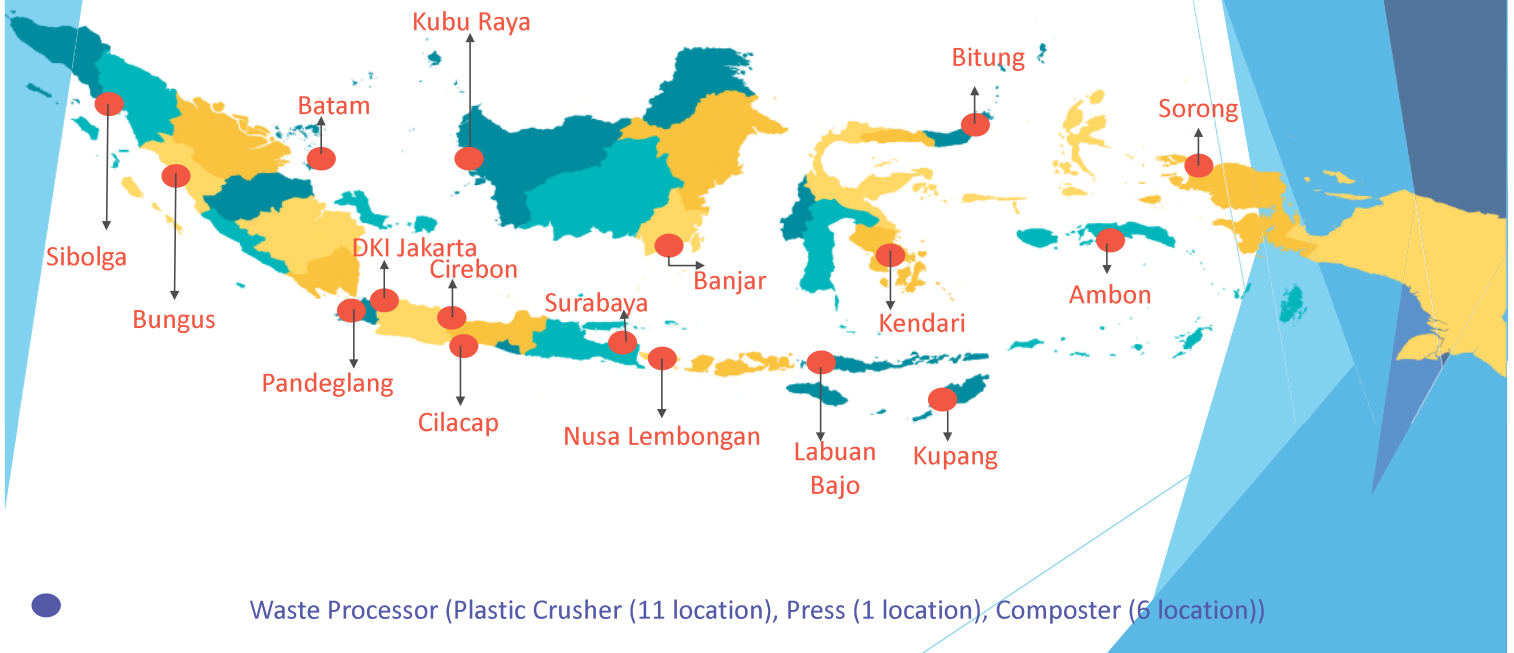 Kubu Raya
Bitung
Batam
Sorong
Sibolga
DKI Jakarta
Cirebon
Banjar
Ambon
Surabaya
Bungus
Kendari
Pandeglang
Cilacap
Nusa Lembongan
Labuan
Bajo
Kupang
Waste Processor (Plastic Crusher (11 location), Press (1 location), Composter (6 location))